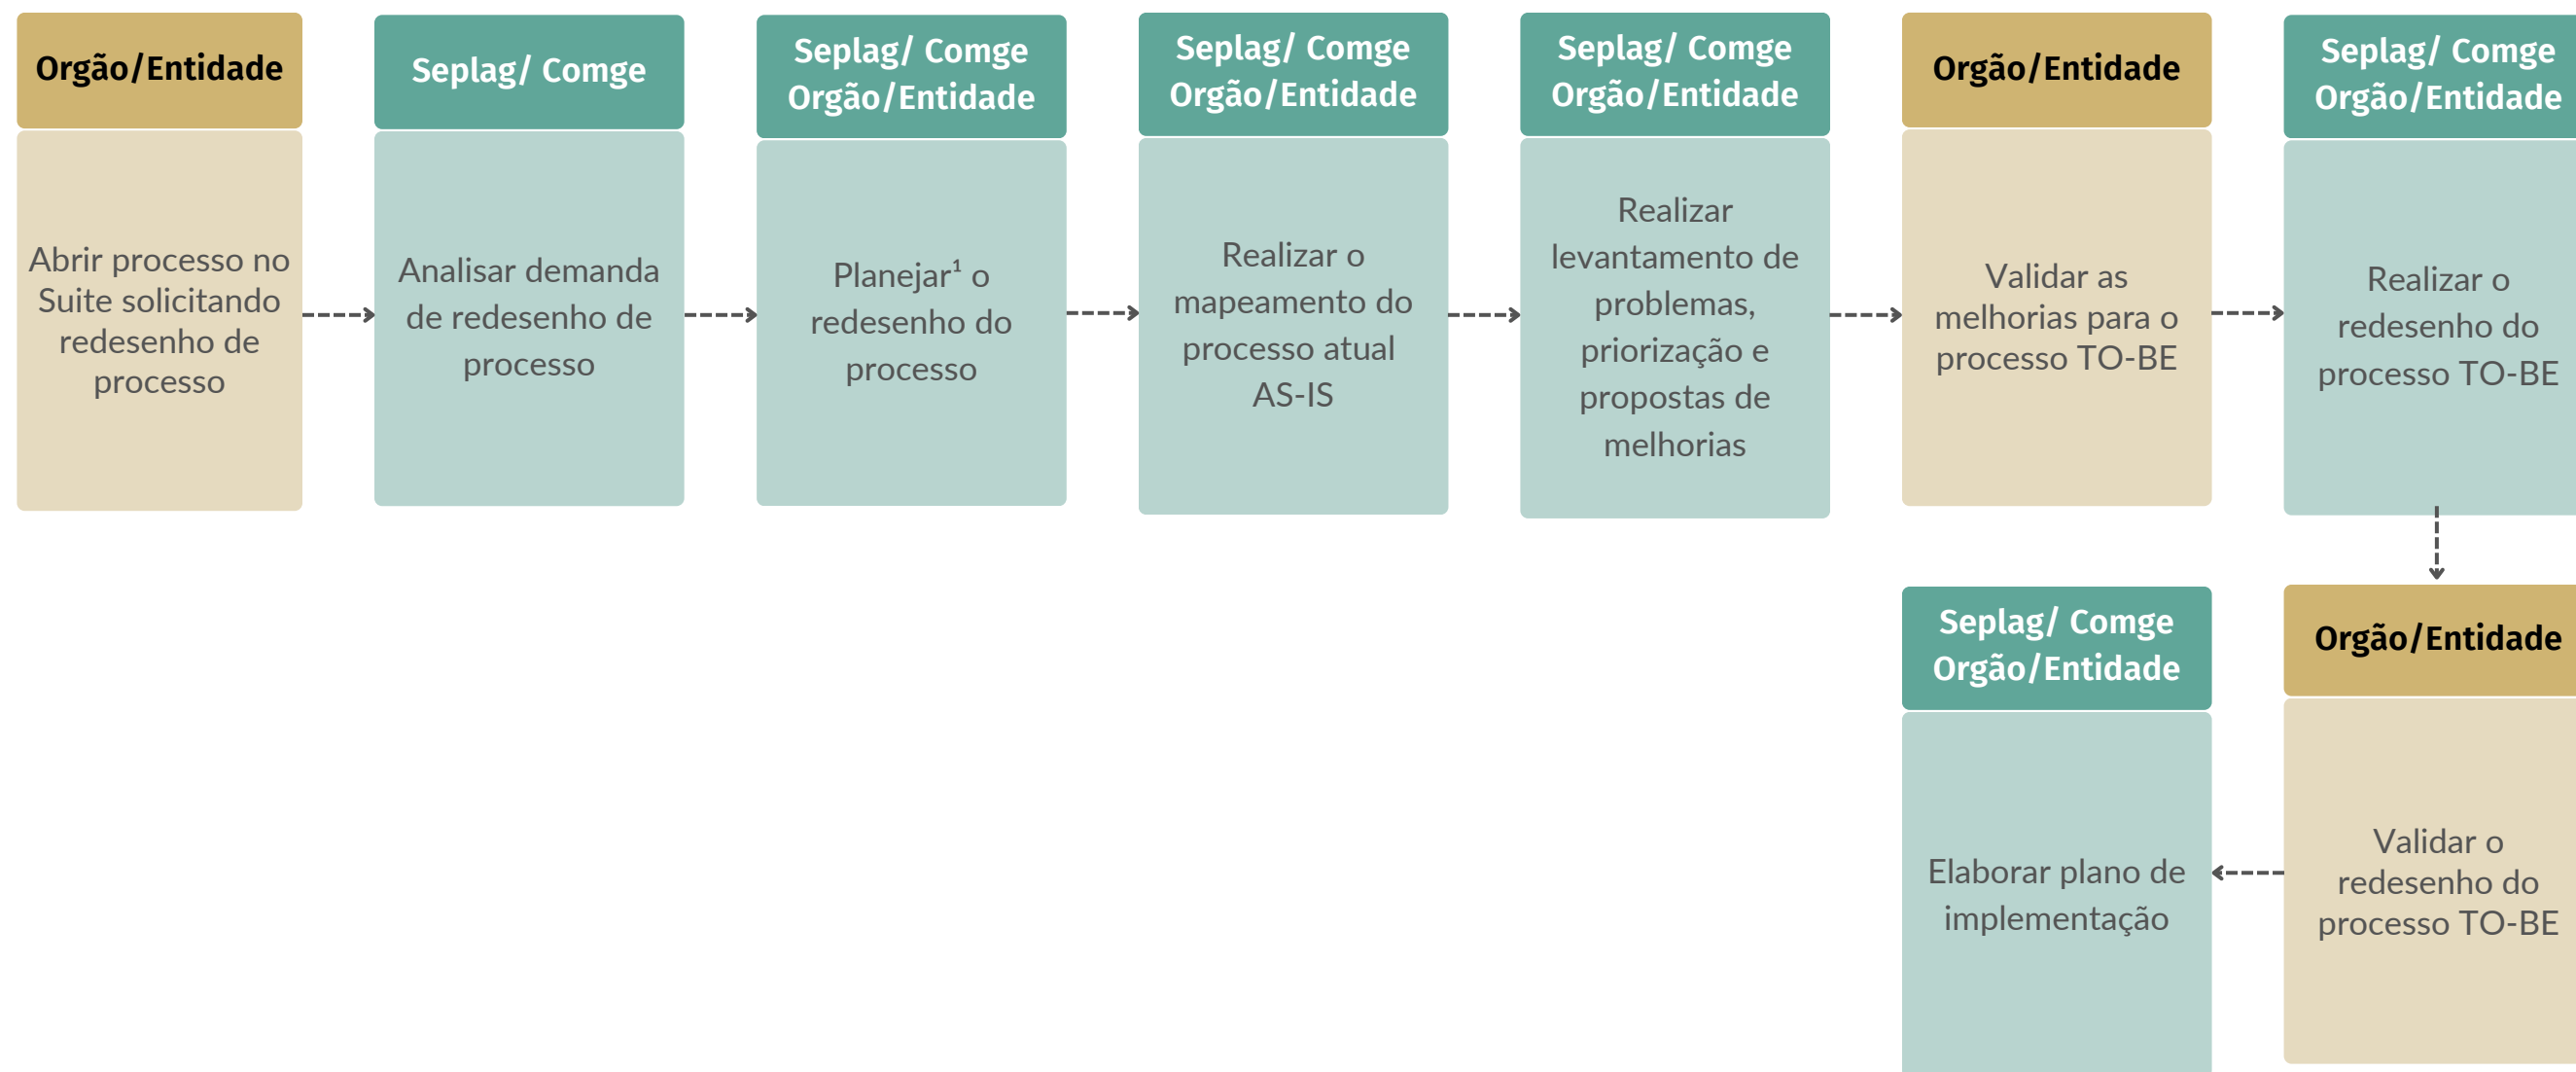 Orgão/Entidade
Abrir processo no
Suite solicitando
redesenho de
processo
Seplag/ Comge
Analisar demanda
de redesenho de
processo
Seplag/ Comge
Orgão/Entidade
Planejar¹ o
redesenho do
processo
Seplag/ Comge
Orgão/Entidade
Realizar o
mapeamento do
processo atual
AS-IS
Seplag/ Comge
Orgão/Entidade
Realizar
levantamento de
problemas,
priorização e
propostas de
melhorias
Orgão/Entidade
Validar as
melhorias para o
processo TO-BE
Seplag/ Comge
Orgão/Entidade
Realizar o
redesenho do
processo TO-BE
Orgão/Entidade
Validar o
redesenho do
processo TO-BE
Seplag/ Comge
Orgão/Entidade
Elaborar plano de
implementação